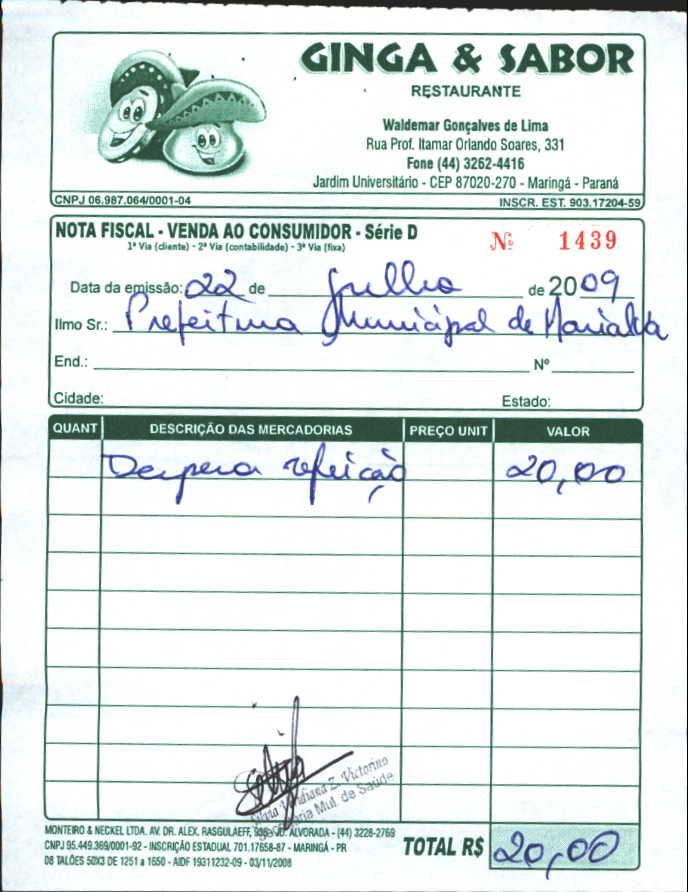 GINGA & SABOR
RESTAURANTE
Waldemar Gonçalves de Lima
Rua Prof. Itamar Orlando Soares, 331
Fone (44) 3262-4416
Jardim Universitário - CEP 87020-270 - Maringá - Paraná
CNPJ 06.987.064/0001-04 INSCR. EST. 903.17204-59
NOTA FISCAL - VENDA AO CONSUMIDOR - Série D
1ª Via (cliente) - 2ª Via (contabilidade) - 3ª Via (fixa)
Nº 1439
Data da emissão: 22 de julho de 2009
Ilmo Sr.: Prefeitura Municipal de Marialva
End.: Nº
Cidade: Estado:
QUANT DESCRIÇÃO DAS MERCADORIAS PREÇO UNIT VALOR
Despesa refeição 20,00
Z. Victorino
Mul. de Saúde
MONTEIRO & NECKEL LTDA. AV. DR. ALEX. RASGULAEFF, ALVORADA - (44) 3228-2769
CNPJ 95.449.369/0001-92 - INSCRIÇÃO ESTADUAL 701.17658-87 - MARINGÁ - PR
08 TALÕES 50X3 DE 1251 a 1650 - AIDF 19311232-09 - 03/11/2008
TOTAL R$ 20,00